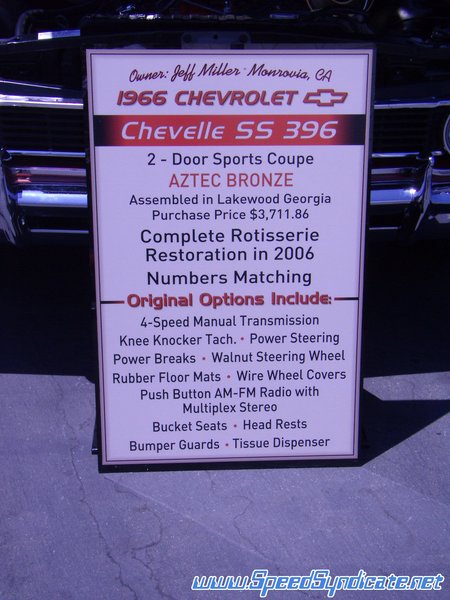 Owner: Jeff Miller - Monrovia, CA
1966 CHEVROLET
Chevelle SS 396
2 - Door Sports Coupe
AZTEC BRONZE
Assembled in Lakewood Georgia
Purchase Price $3,711.86
Complete Rotisserie
Restoration in 2006
Numbers Matching
Original Options Include:
4-Speed Manual Transmission
Knee Knocker Tach. • Power Steering
Power Breaks • Walnut Steering Wheel
Rubber Floor Mats • Wire Wheel Covers
Push Button AM-FM Radio with
Multiplex Stereo
Bucket Seats • Head Rests
Bumper Guards • Tissue Dispenser
www.SpeedSyndicate.net